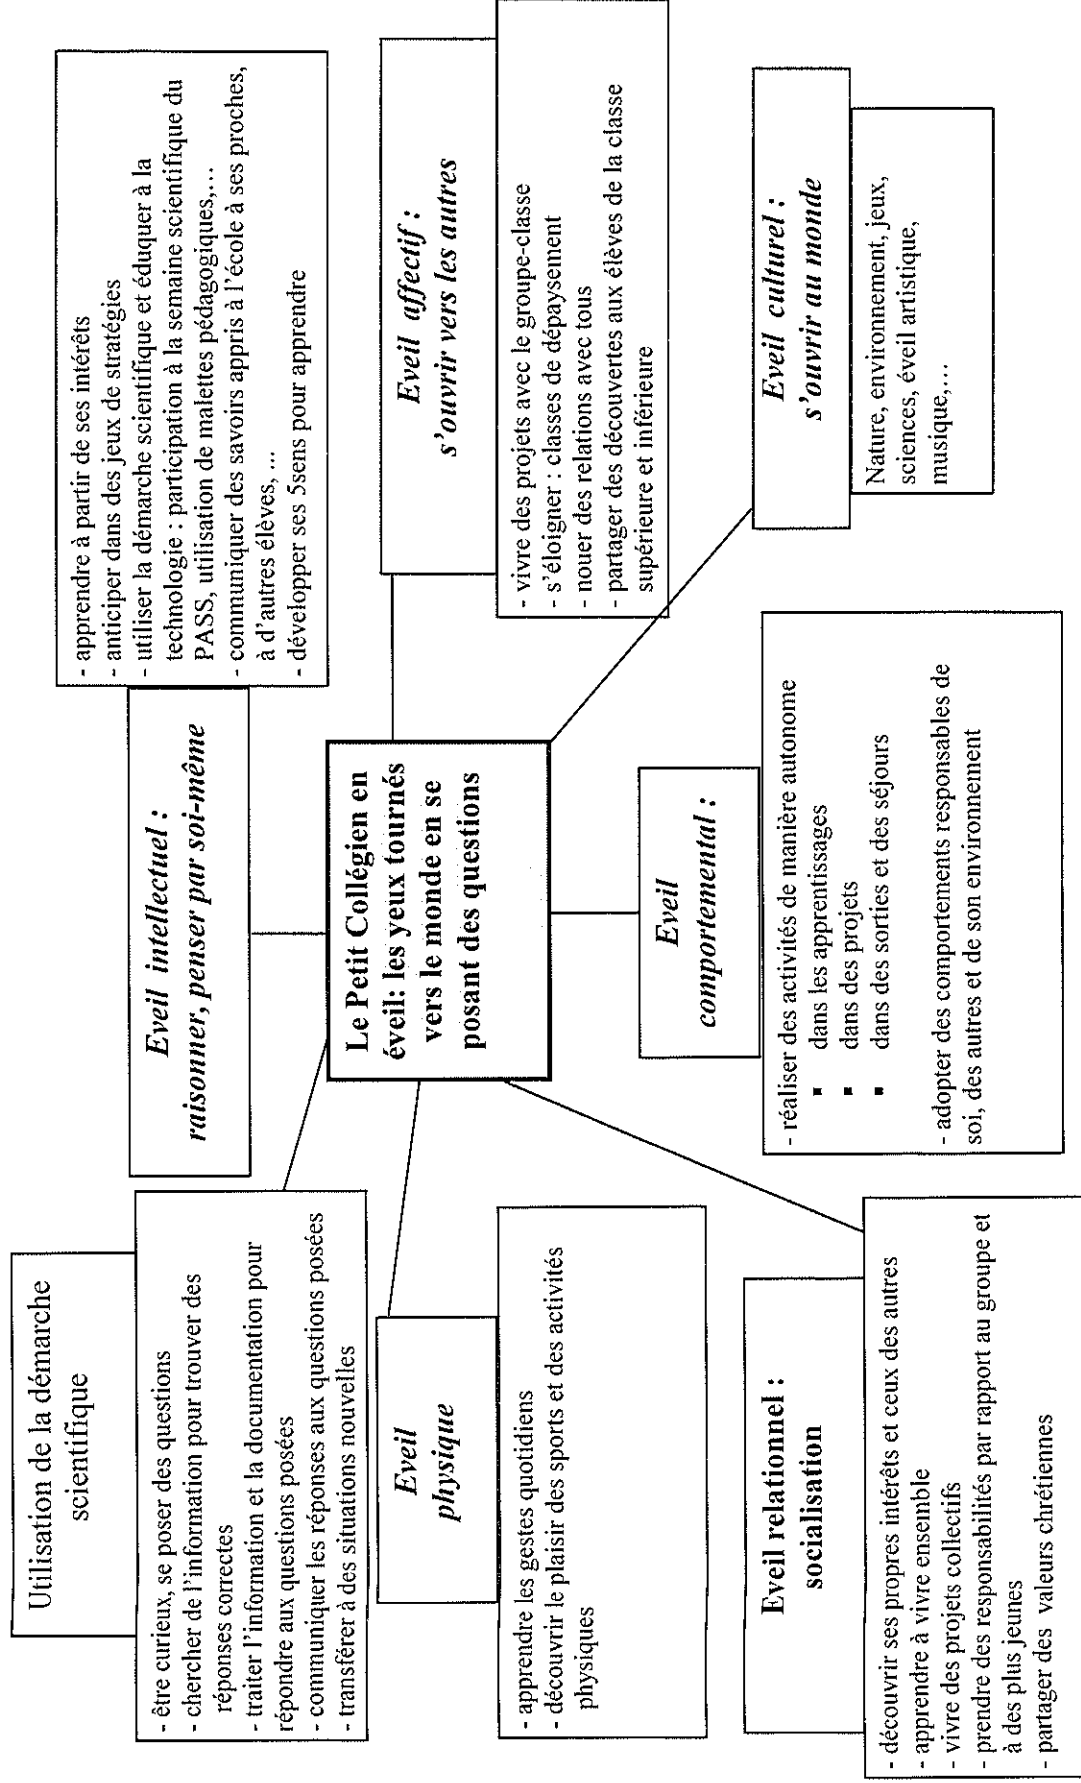 Utilisation de la démarche
scientifique
- être curieux, se poser des questions
- chercher de l'information pour trouver des
réponses correctes
- traiter l'information et la documentation pour
répondre aux questions posées
- communiquer les réponses aux questions posées
- transférer à des situations nouvelles
Eveil intellectuel :
raisonner, penser par soi-même
- apprendre à partir de ses intérêts
- anticiper dans des jeux de stratégies
- utiliser la démarche scientifique et éduquer à la
technologie : participation à la semaine scientifique du
PASS, utilisation de malettes pédagogiques,...
- communiquer des savoirs appris à l'école à ses proches,
à d'autres élèves, ...
- développer ses 5sens pour apprendre
Eveil
physique
- apprendre les gestes quotidiens
- découvrir le plaisir des sports et des activités
physiques
Le Petit Collégien en
éveil: les yeux tournés
vers le monde en se
posant des questions
Eveil affectif :
s'ouvrir vers les autres
- vivre des projets avec le groupe-classe
- s'éloigner : classes de dépaysement
- nouer des relations avec tous
- partager des découvertes aux élèves de la classe
supérieure et inférieure
Eveil relationnel :
socialisation
- découvrir ses propres intérêts et ceux des autres
- apprendre à vivre ensemble
- vivre des projets collectifs
- prendre des responsabilités par rapport au groupe et
à des plus jeunes
- partager des valeurs chrétiennes
Eveil
comportemental :
- réaliser des activités de manière autonome
▪ dans les apprentissages
▪ dans des projets
▪ dans des sorties et des séjours
- adopter des comportements responsables de
soi, des autres et de son environnement
Eveil culturel :
s'ouvrir au monde
Nature, environnement, jeux,
sciences, éveil artistique,
musique,...